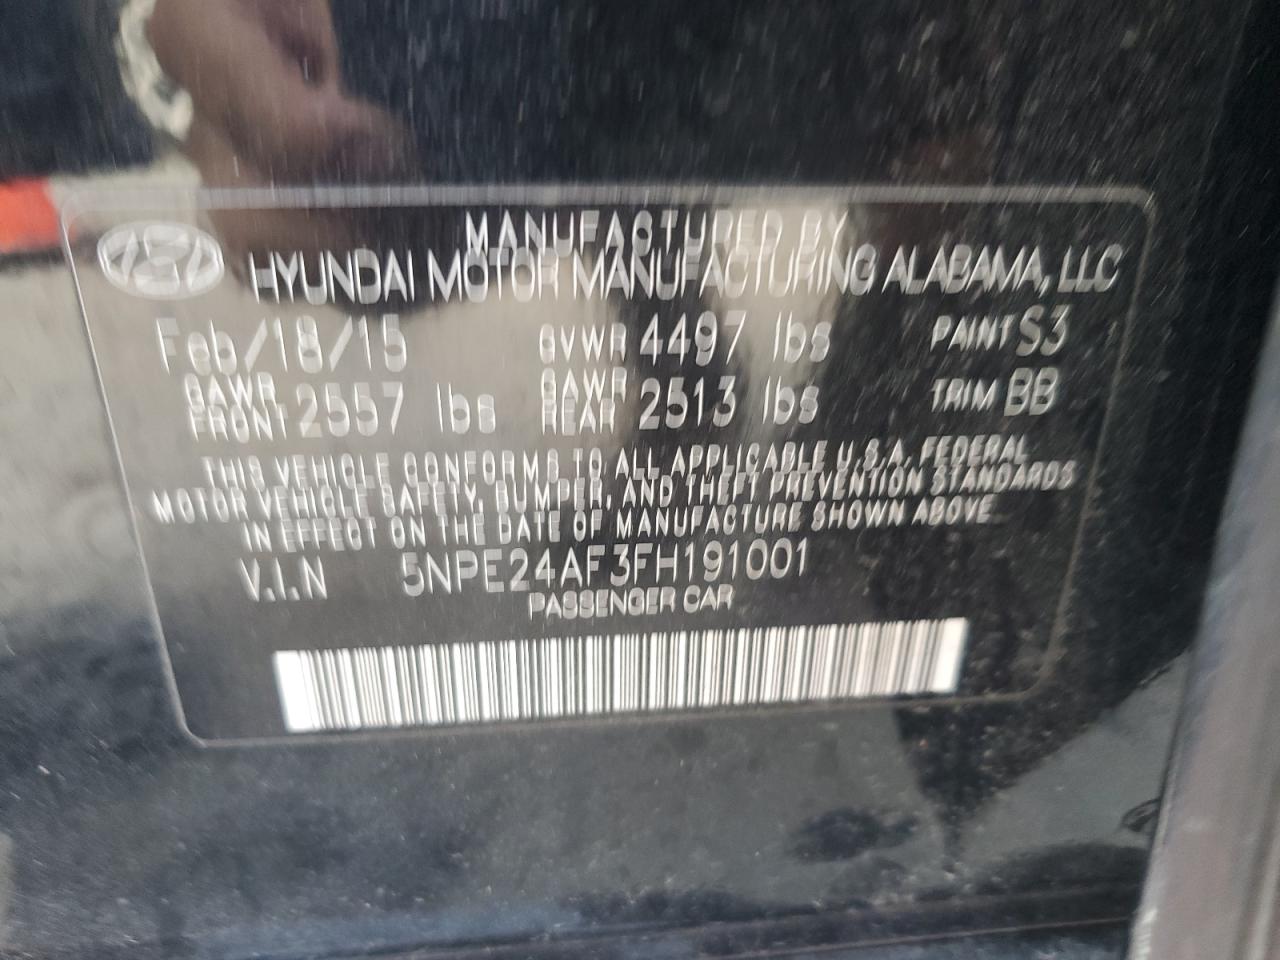 MANUFACTURED BY
HYUNDAI MOTOR MANUFACTURING ALABAMA, LLC
Feb/18/15 GVWR 4497 lbs PAINT S3
GAWR FRONT 2557 lbs GAWR REAR 2513 lbs TRIM BB
THIS VEHICLE CONFORMS TO ALL APPLICABLE U.S.A. FEDERAL
MOTOR VEHICLE SAFETY, BUMPER, AND THEFT PREVENTION STANDARDS
IN EFFECT ON THE DATE OF MANUFACTURE SHOWN ABOVE
V.I.N 5NPE24AF3FH191001
PASSENGER CAR